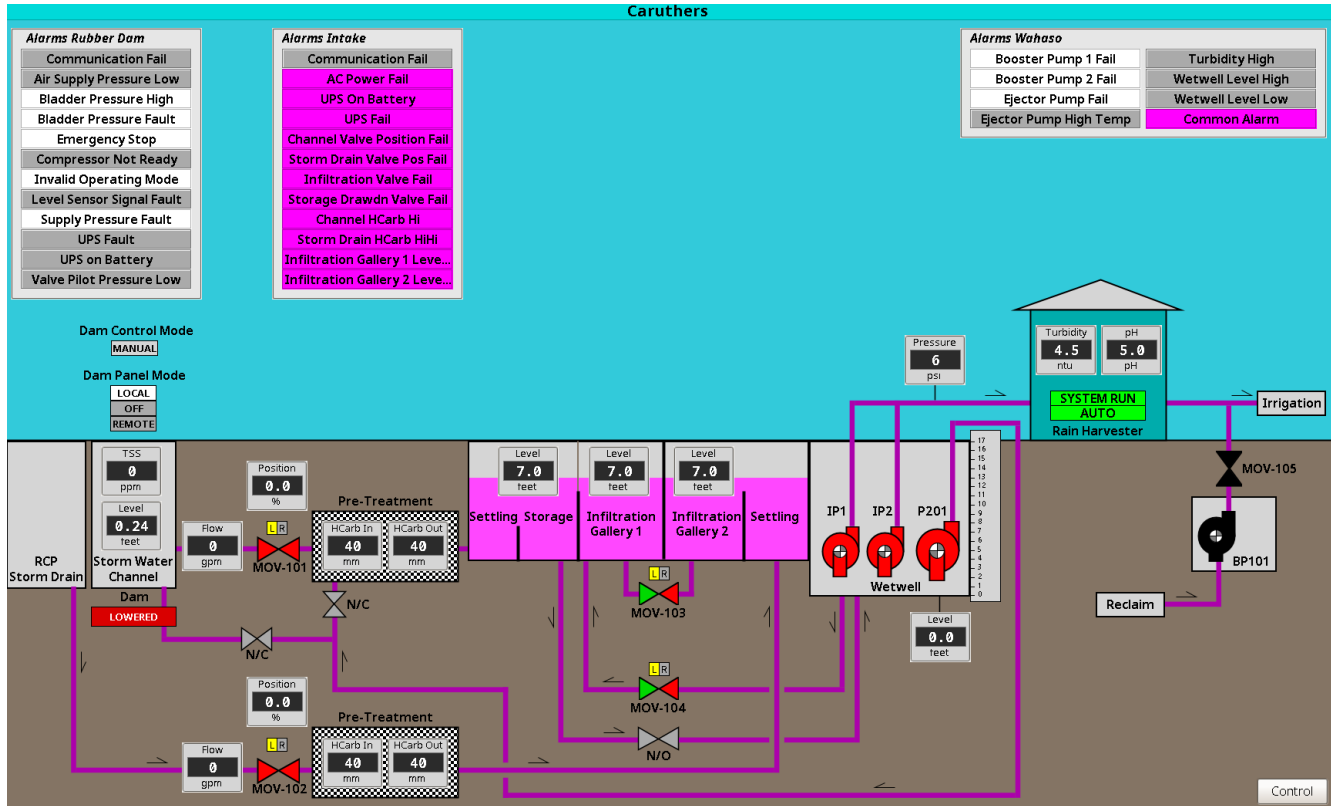 Caruthers
Alarms Rubber Dam
Communication Fail
Air Supply Pressure Low
Bladder Pressure High
Bladder Pressure Fault
Emergency Stop
Compressor Not Ready
Invalid Operating Mode
Level Sensor Signal Fault
Supply Pressure Fault
UPS Fault
UPS on Battery
Valve Pilot Pressure Low
Alarms Intake
Communication Fail
AC Power Fail
UPS On Battery
UPS Fail
Channel Valve Position Fail
Storm Drain Valve Pos Fail
Infiltration Valve Fail
Storage Drawdn Valve Fail
Channel HCarb Hi
Storm Drain HCarb HiHi
Infiltration Gallery 1 Leve...
Infiltration Gallery 2 Leve...
Alarms Wahaso
Booster Pump 1 Fail
Booster Pump 2 Fail
Ejector Pump Fail
Ejector Pump High Temp
Turbidity High
Wetwell Level High
Wetwell Level Low
Common Alarm
Dam Control Mode
MANUAL
Dam Panel Mode
LOCAL
OFF
REMOTE
Pressure
6
psi
Turbidity
4.5
ntu
pH
5.0
pH
SYSTEM RUN
AUTO
Rain Harvester
Irrigation
MOV-105
BP101
Reclaim
RCP
Storm Drain
TSS
0
ppm
Level
0.24
feet
Storm Water
Channel
Dam
LOWERED
Flow
0
gpm
Position
0.0
%
L R
MOV-101
Pre-Treatment
HCarb In
40
mm
HCarb Out
40
mm
N/C
N/C
Level
7.0
feet
Settling
Storage
Level
7.0
feet
Infiltration
Gallery 1
Level
7.0
feet
Infiltration
Gallery 2
Settling
L R
MOV-103
L R
MOV-104
N/O
IP1
IP2
P201
Wetwell
17
16
15
14
13
12
11
10
9
8
7
6
5
4
3
2
1
0
Level
0.0
feet
Position
0.0
%
Flow
0
gpm
L R
MOV-102
Pre-Treatment
HCarb In
40
mm
HCarb Out
40
mm
Control